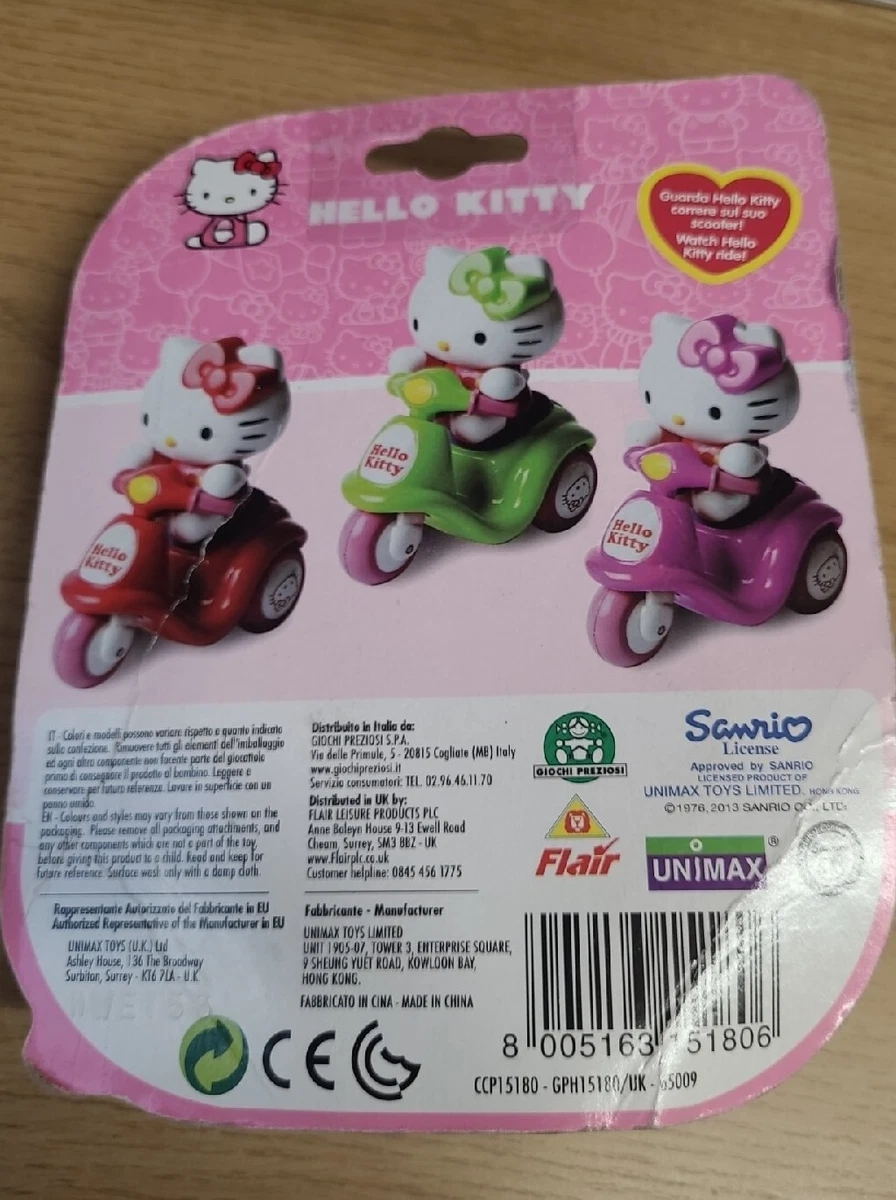 HELLO KITTY
Guarda Hello Kitty
correre sul suo
scooter!
Watch Hello
Kitty ride!
Hello
Kitty
Hello
Kitty
Hello
Kitty
IT - Colori e modelli possono variare rispetto a quanto indicato
sulla confezione. Rimuovere tutti gli elementi dell'imballaggio
ed ogni altro componente non facente parte del giocattolo
prima di consegnare il prodotto al bambino. Leggere e
conservare per futura referenza. Lavare in superficie con un
panno umido.
EN - Colours and styles may vary from those shown on the
packaging. Please remove all packaging attachments, and
any other components which are not a part of the toy
before giving this product to a child. Read and keep for
future reference. Surface wash only with a damp cloth.
Distribuito in Italia da:
GIOCHI PREZIOSI S.P.A.
Via delle Primule, 5 - 20815 Cogliate (MB) Italy
www.giochipreziosi.it
Servizio consumatori: TEL. 02.96.46.11.70
Distributed in UK by:
FLAIR LEISURE PRODUCTS PLC
Anne Boleyn House 9-13 Ewell Road
Cheam, Surrey, SM3 8BZ - UK
www.Flairplc.co.uk
Customer helpline: 0845 456 1775
GIOCHI PREZIOSI
Flair
Sanrio
License
Approved by SANRIO
LICENSED PRODUCT OF
UNIMAX TOYS LIMITED, HONG KONG
©1976, 2013 SANRIO CO., LTD.
UNIMAX®
Rappresentante Autorizzato del Fabbricante in EU
Authorized Representative of the Manufacturer in EU
UNIMAX TOYS (U.K.) Ltd
Ashley House, 136 The Broadway
Surbiton, Surrey - KT6 7LA - U.K
Fabbricante - Manufacturer
UNIMAX TOYS LIMITED
UNIT 1905-07, TOWER 3, ENTERPRISE SQUARE,
9 SHEUNG YUET ROAD, KOWLOON BAY,
HONG KONG.
FABBRICATO IN CINA - MADE IN CHINA
CE
8 005163 151806
CCP15180 - GPH15180/UK - 65009